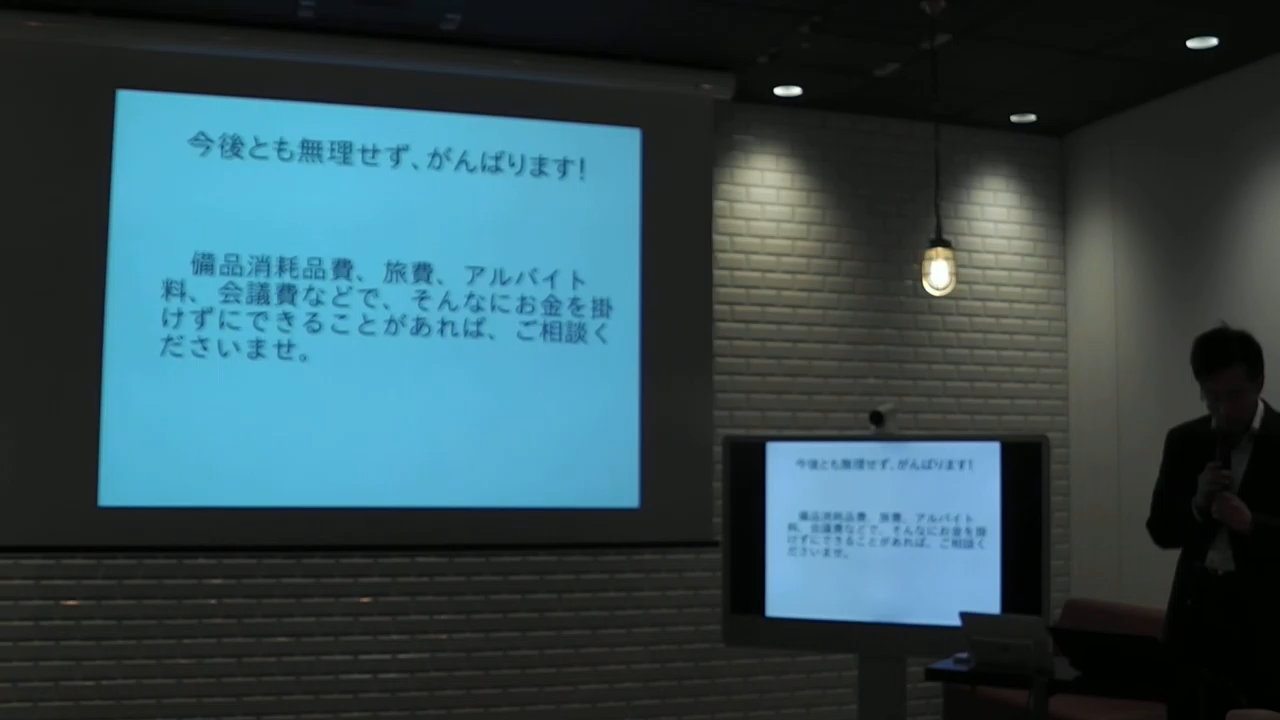 今後とも無理せず、がんばります!
備品消耗品費、旅費、アルバイト
料、会議費などで、そんなにお金を掛
けずにできることがあれば、ご相談く
ださいませ。
今後とも無理せず、がんばります!
備品消耗品費、旅費、アルバイト
料、会議費などで、そんなにお金を掛
けずにできることがあれば、ご相談く
ださいませ。